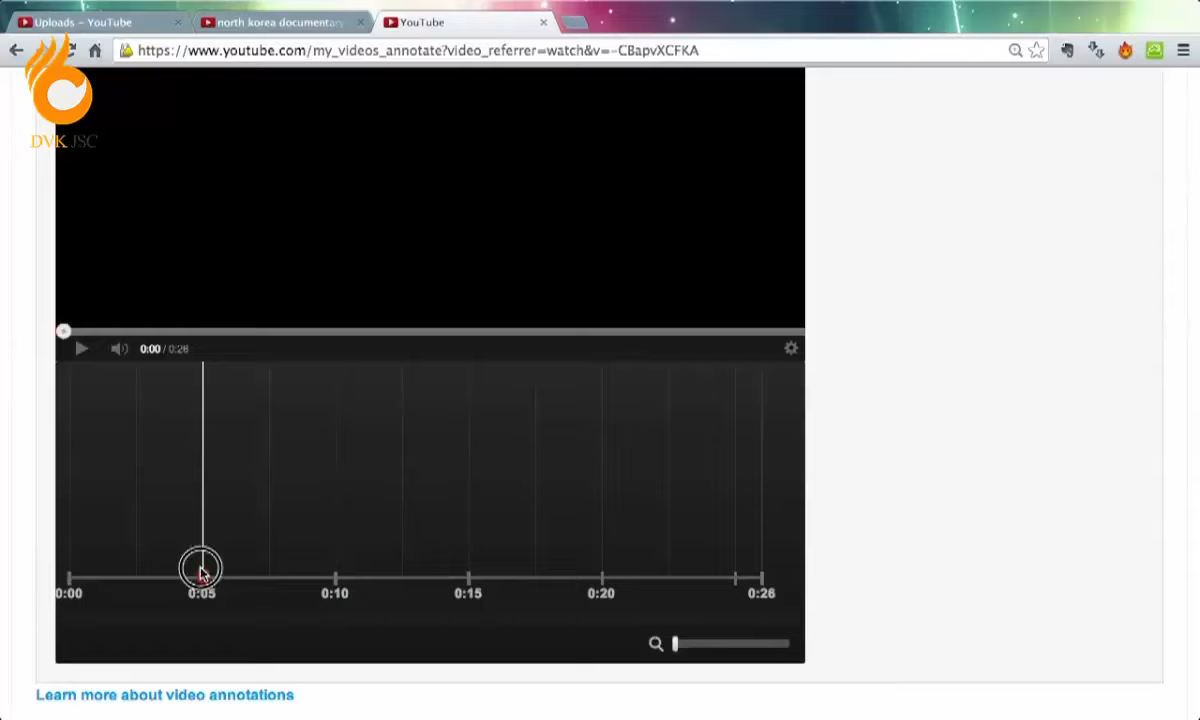 Uploads – YouTube
north korea documentary
YouTube
https://www.youtube.com/my_videos_annotate?video_referrer=watch&v=-CBapvXCFKA
DVK JSC
0:00 / 0:26
0:00 0:05 0:10 0:15 0:20 0:26
Learn more about video annotations